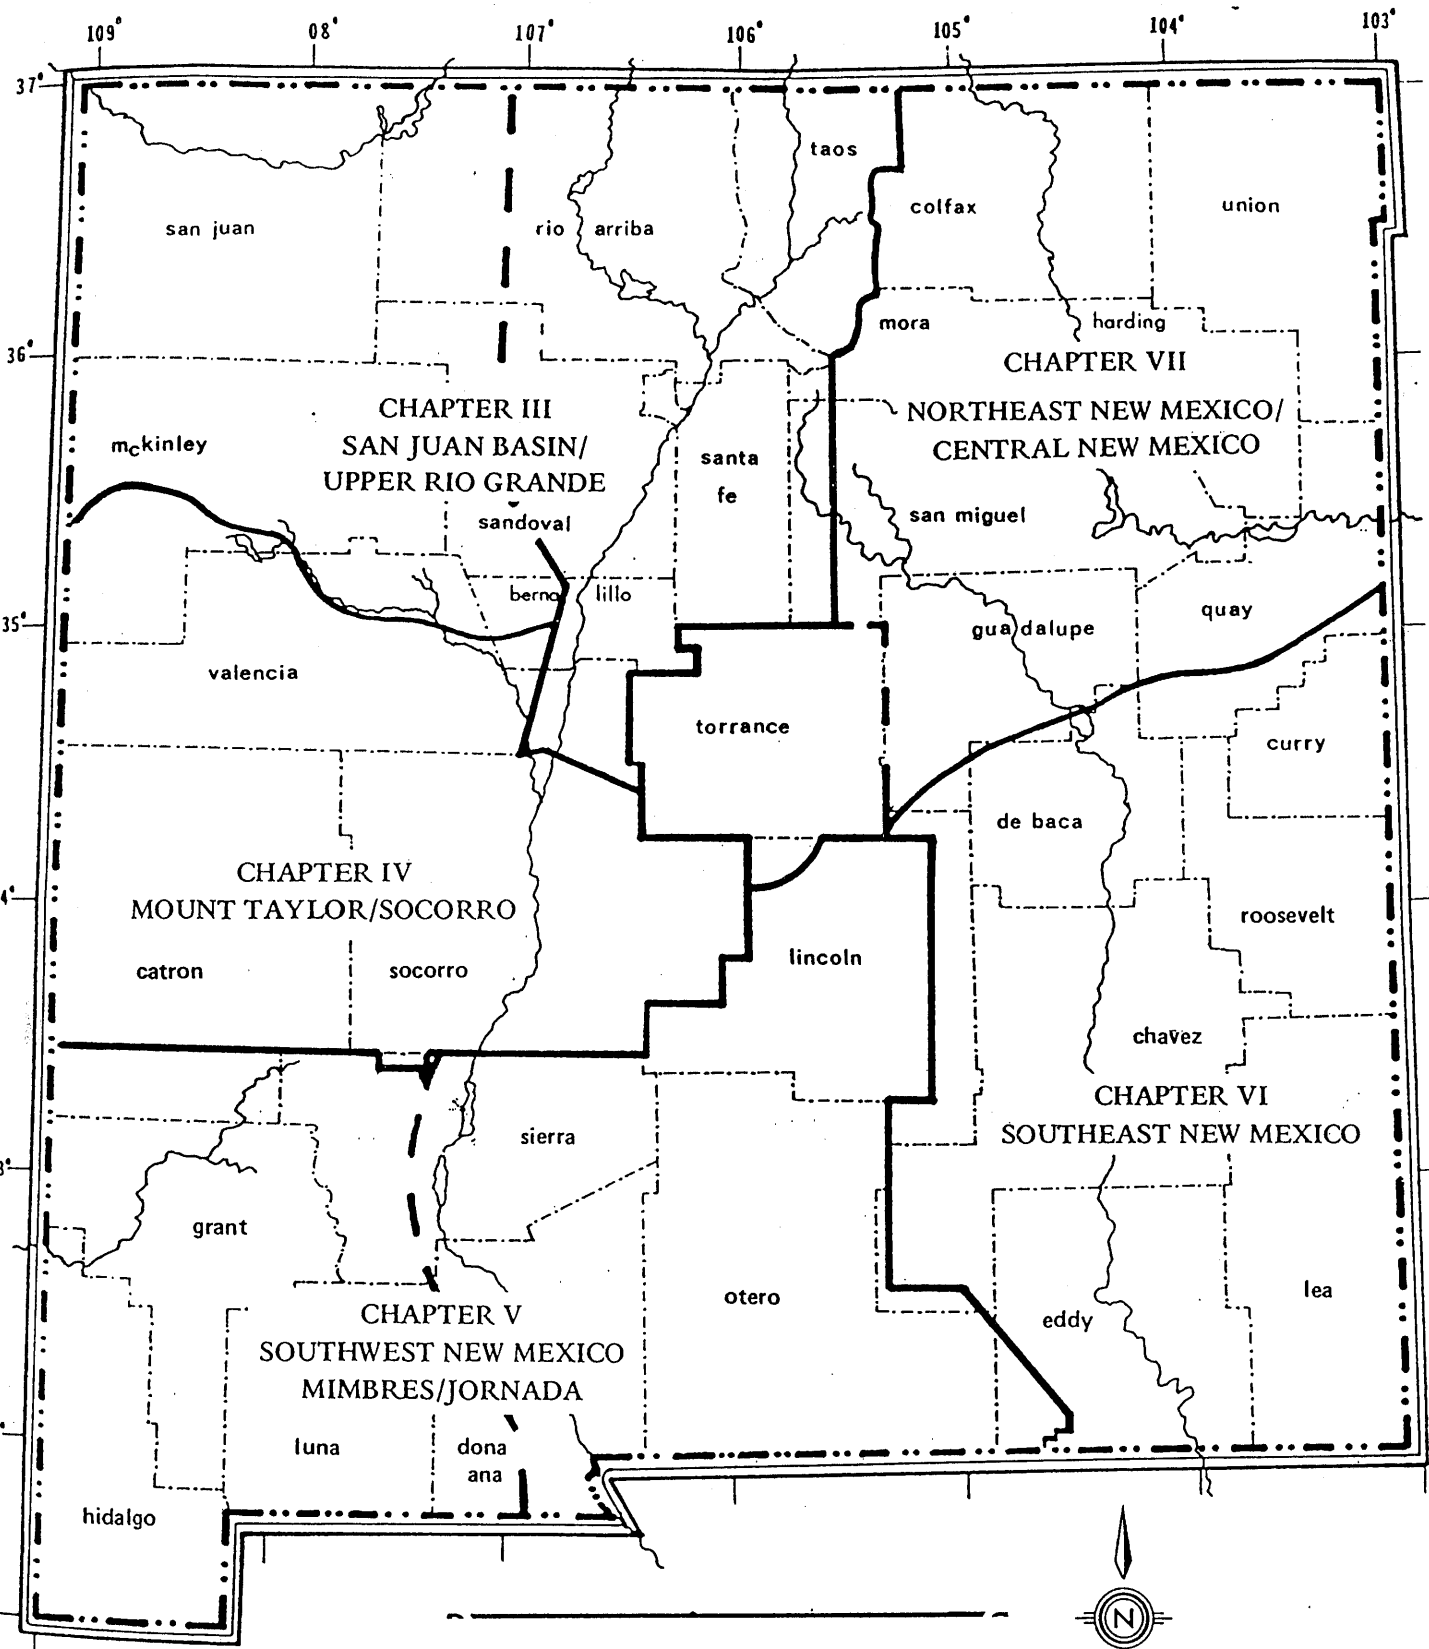 109° 08° 107° 106° 105° 104° 103°
37°
taos
colfax
union
san juan
rio arriba
mora
harding
36°
CHAPTER VII
NORTHEAST NEW MEXICO/
CENTRAL NEW MEXICO
CHAPTER III
SAN JUAN BASIN/
UPPER RIO GRANDE
mckinley
santa
fe
san miguel
sandoval
berna lillo
quay
35°
guadalupe
valencia
torrance
curry
de baca
CHAPTER IV
MOUNT TAYLOR/SOCORRO
4°
roosevelt
lincoln
catron
socorro
chavez
CHAPTER VI
SOUTHEAST NEW MEXICO
sierra
3°
grant
otero
lea
eddy
CHAPTER V
SOUTHWEST NEW MEXICO
MIMBRES/JORNADA
luna
dona
ana
hidalgo
N